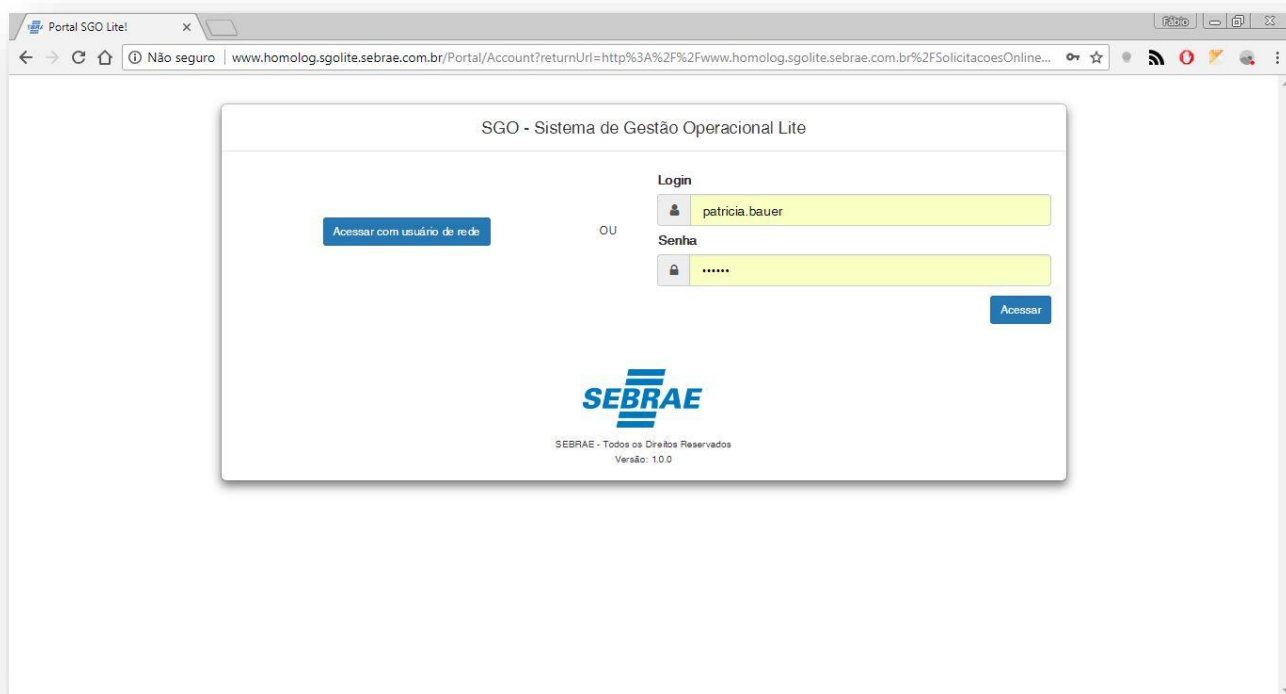 Portal SGO Lite!
Fábio
Não seguro www.homolog.sgolite.sebrae.com.br/Portal/Account?returnUrl=http%3A%2F%2Fwww.homolog.sgolite.sebrae.com.br%2FSolicitacoesOnline...
SGO - Sistema de Gestão Operacional Lite
Login
patricia.bauer
Acessar com usuário de rede
OU
Senha
••••••
Acessar
SEBRAE
SEBRAE - Todos os Direitos Reservados
Versão: 1.0.0